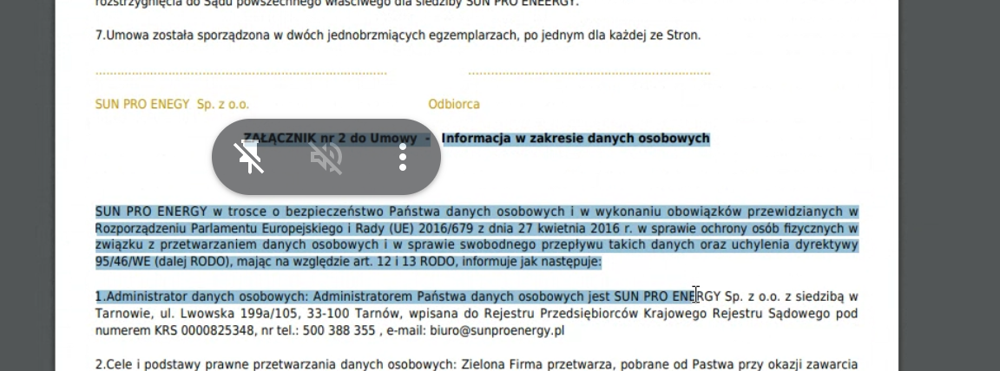 rozstrzygnięcia do Sądu powszechnego właściwego dla siedziby SUN PRO ENEERGY.
7.Umowa została sporządzona w dwóch jednobrzmiących egzemplarzach, po jednym dla każdej ze Stron.
SUN PRO ENEGY Sp. z o.o. Odbiorca
ZAŁĄCZNIK nr 2 do Umowy - Informacja w zakresie danych osobowych
SUN PRO ENERGY w trosce o bezpieczeństwo Państwa danych osobowych i w wykonaniu obowiązków przewidzianych w
Rozporządzeniu Parlamentu Europejskiego i Rady (UE) 2016/679 z dnia 27 kwietnia 2016 r. w sprawie ochrony osób fizycznych w
związku z przetwarzaniem danych osobowych i w sprawie swobodnego przepływu takich danych oraz uchylenia dyrektywy
95/46/WE (dalej RODO), mając na względzie art. 12 i 13 RODO, informuje jak następuje:
1.Administrator danych osobowych: Administratorem Państwa danych osobowych jest SUN PRO ENERGY Sp. z o.o. z siedzibą w
Tarnowie, ul. Lwowska 199a/105, 33-100 Tarnów, wpisana do Rejestru Przedsiębiorców Krajowego Rejestru Sądowego pod
numerem KRS 0000825348, nr tel.: 500 388 355 , e-mail: biuro@sunproenergy.pl
2.Cele i podstawy prawne przetwarzania danych osobowych: Zielona Firma przetwarza, pobrane od Pastwa przy okazji zawarcia